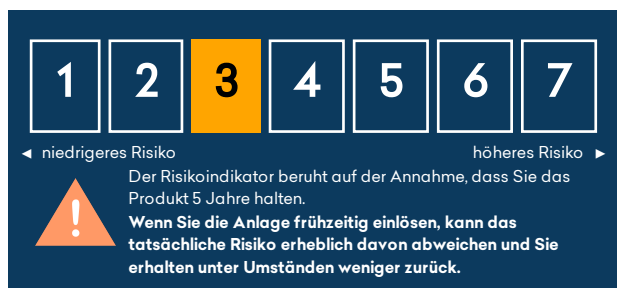 1 2 3 4 5 6 7
◄ niedrigeres Risiko höheres Risiko ►
Der Risikoindikator beruht auf der Annahme, dass Sie das
Produkt 5 Jahre halten.
Wenn Sie die Anlage frühzeitig einlösen, kann das
tatsächliche Risiko erheblich davon abweichen und Sie
erhalten unter Umständen weniger zurück.
!